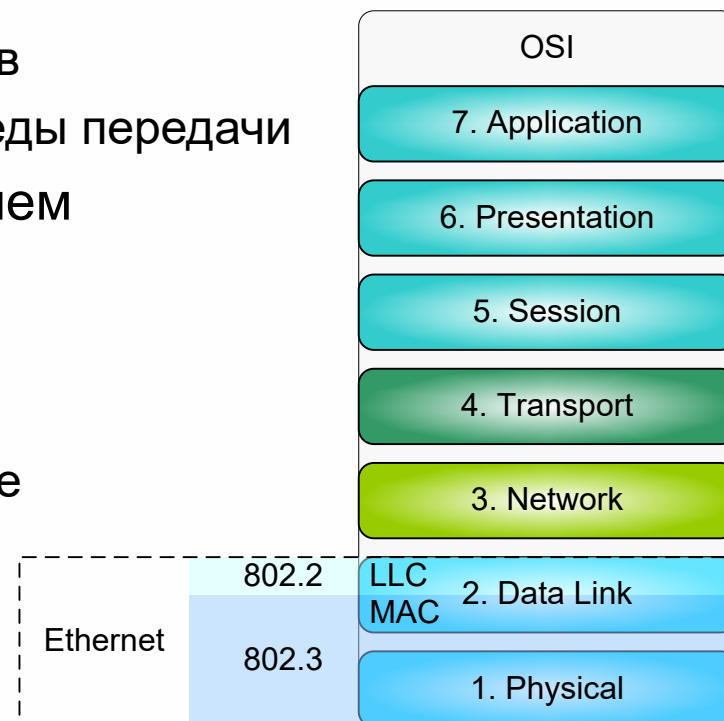 в
еды передачи
ием
е
OSI
7. Application
6. Presentation
5. Session
4. Transport
3. Network
802.2
LLC
MAC
2. Data Link
Ethernet
802.3
1. Physical